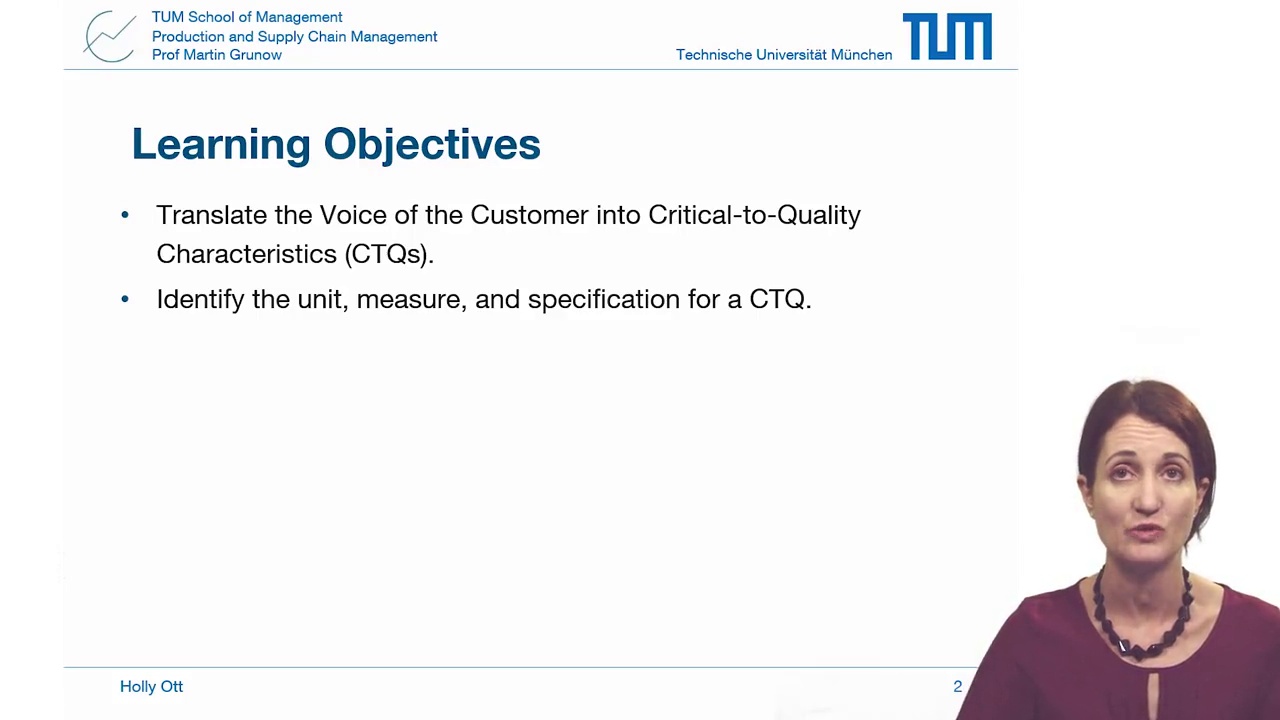 TUM School of Management
Production and Supply Chain Management
Prof Martin Grunow
Technische Universität München
TUM
Learning Objectives
• Translate the Voice of the Customer into Critical-to-Quality
Characteristics (CTQs).
• Identify the unit, measure, and specification for a CTQ.
Holly Ott
2